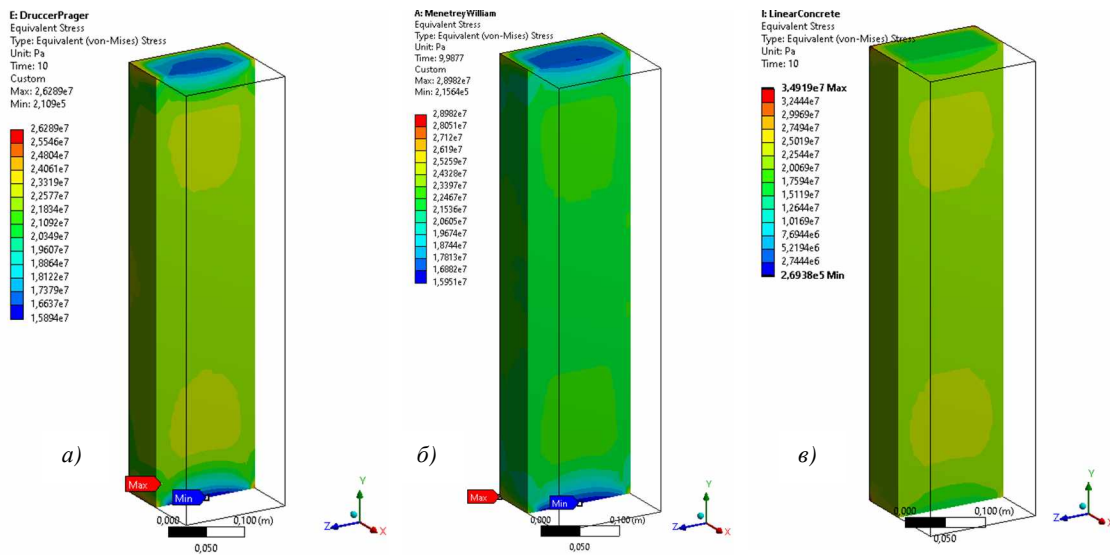 E: DruccerPrager
Equivalent Stress
Type: Equivalent (von-Mises) Stress
Unit: Pa
Time: 10
Custom
Max: 2,6289e7
Min: 2,109e5
2,6289e7
2,5546e7
2,4804e7
2,4061e7
2,3319e7
2,2577e7
2,1834e7
2,1092e7
2,0349e7
1,9607e7
1,8864e7
1,8122e7
1,7379e7
1,6637e7
1,5894e7
а)
Max
Min
0,000
0,100 (m)
0,050
Y
Z
X
A: MenetreyWilliam
Equivalent Stress
Type: Equivalent (von-Mises) Stress
Unit: Pa
Time: 9,9877
Custom
Max: 2,8982e7
Min: 2,1564e5
2,8982e7
2,8051e7
2,712e7
2,619e7
2,5259e7
2,4328e7
2,3397e7
2,2467e7
2,1536e7
2,0605e7
1,9674e7
1,8744e7
1,7813e7
1,6882e7
1,5951e7
б)
Max
Min
0,000
0,100 (m)
0,050
Y
Z
X
I: LinearConcrete
Equivalent Stress
Type: Equivalent (von-Mises) Stress
Unit: Pa
Time: 10
3,4919e7 Max
3,2444e7
2,9969e7
2,7494e7
2,5019e7
2,2544e7
2,0069e7
1,7594e7
1,5119e7
1,2644e7
1,0169e7
7,6944e6
5,2194e6
2,7444e6
2,6938e5 Min
в)
0,000
0,100 (m)
0,050
Y
Z
X